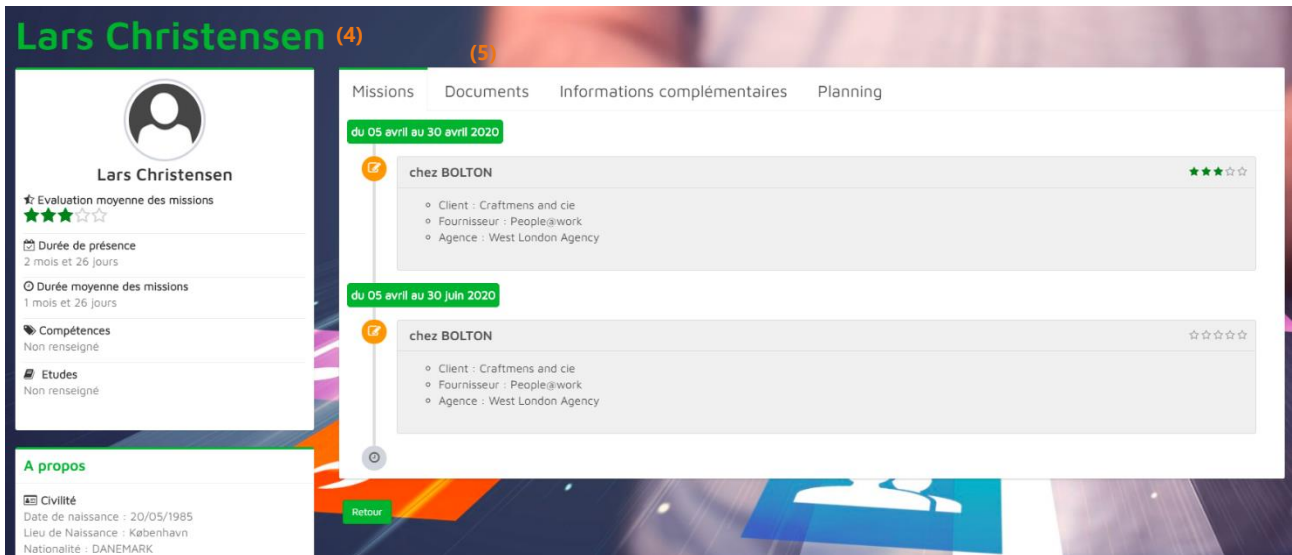 Lars Christensen (4)
(5)
Lars Christensen
Evaluation moyenne des missions
Durée de présence
2 mois et 26 jours
Durée moyenne des missions
1 mois et 26 jours
Compétences
Non renseigné
Etudes
Non renseigné
A propos
Civilité
Date de naissance : 20/05/1985
Lieu de Naissance : København
Nationalité : DANEMARK
Missions Documents Informations complémentaires Planning
du 05 avril au 30 avril 2020
chez BOLTON
Client : Craftmens and cie
Fournisseur : People@work
Agence : West London Agency
du 05 avril au 30 juin 2020
chez BOLTON
Client : Craftmens and cie
Fournisseur : People@work
Agence : West London Agency
Retour